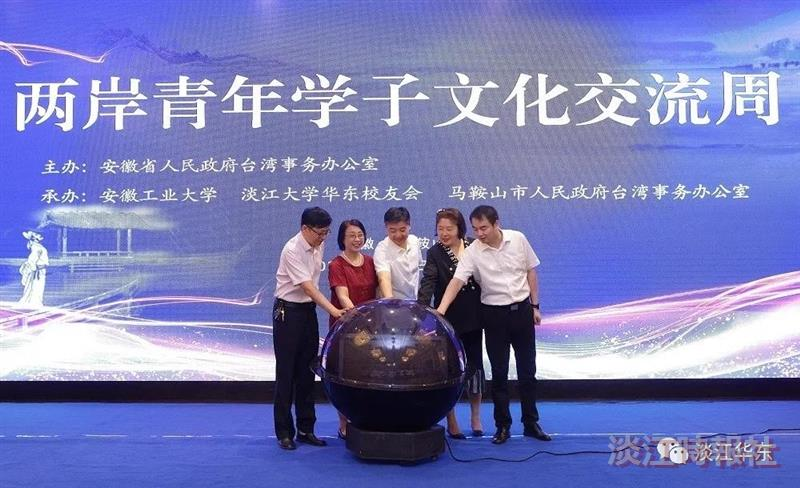 两岸青年学子文化交流周
主办：安徽省人民政府台湾事务办公室
承办：安徽工业大学 淡江大学华东校友会 马鞍山市人民政府台湾事务办公室
淡江時報社
淡江华东